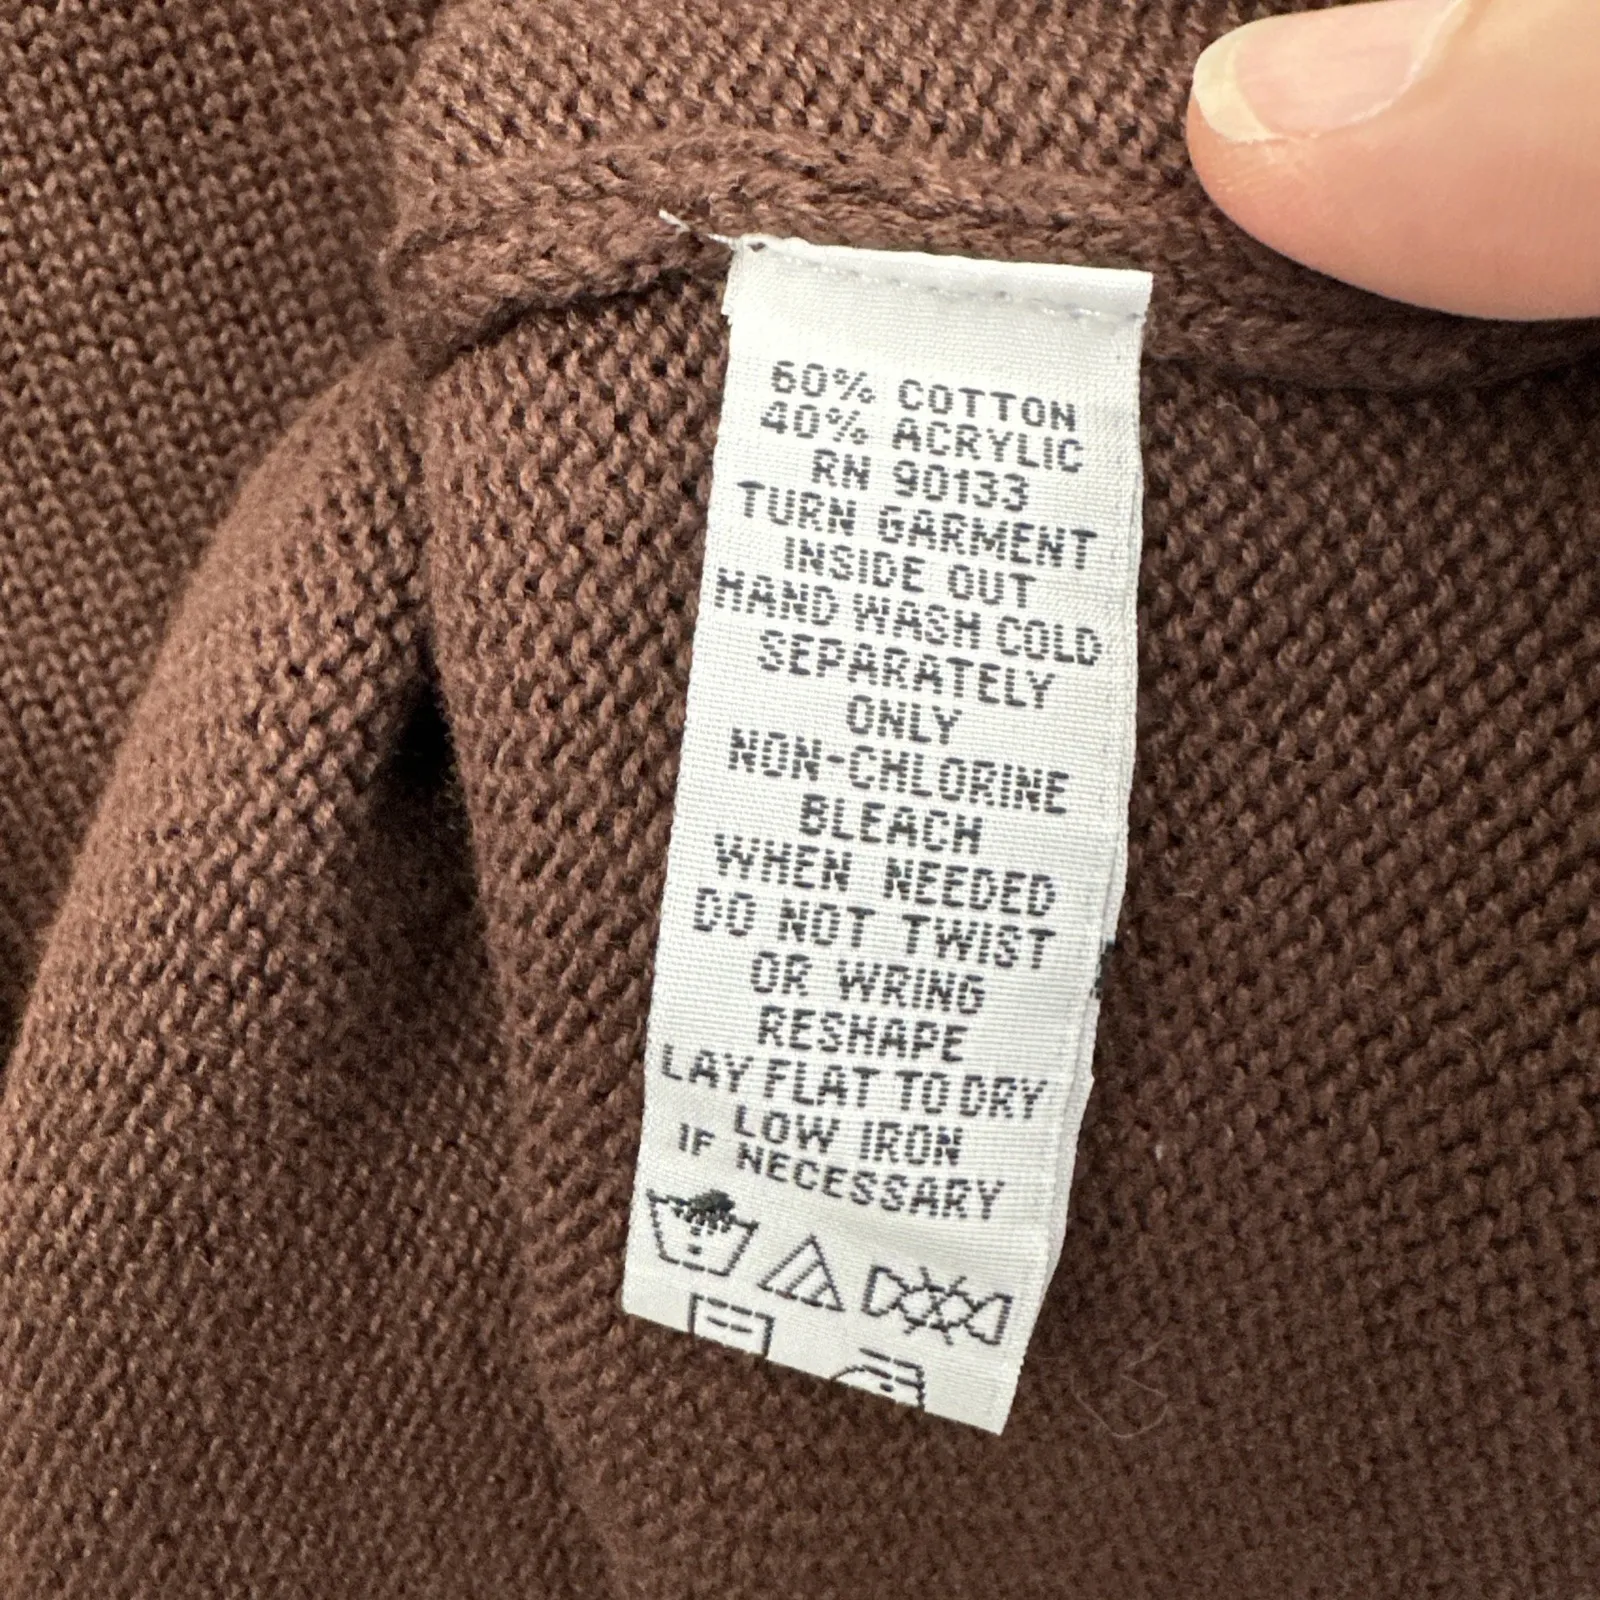 60% COTTON
40% ACRYLIC
RN 90133
TURN GARMENT
INSIDE OUT
HAND WASH COLD
SEPARATELY
ONLY
NON-CHLORINE
BLEACH
WHEN NEEDED
DO NOT TWIST
OR WRING
RESHAPE
LAY FLAT TO DRY
LOW IRON
IF NECESSARY